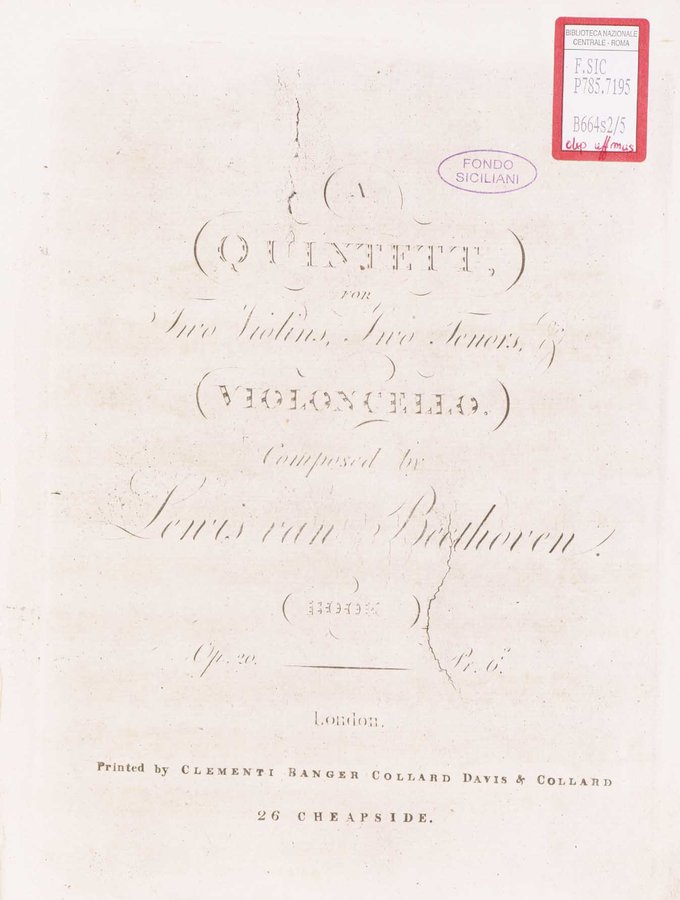 BIBLIOTECA NAZIONALE
CENTRALE - ROMA
F.SIC
P785.7195
B664s2/5
FONDO
SICILIANI
A
QUINTETT,
FOR
Two Violins, Two Tenors, &
VIOLONCELLO.
Composed by
Lewis van Beethoven.
BOOK
Op. 20. Pr. 6s
London.
Printed by CLEMENTI BANGER COLLARD DAVIS & COLLARD
26 CHEAPSIDE.